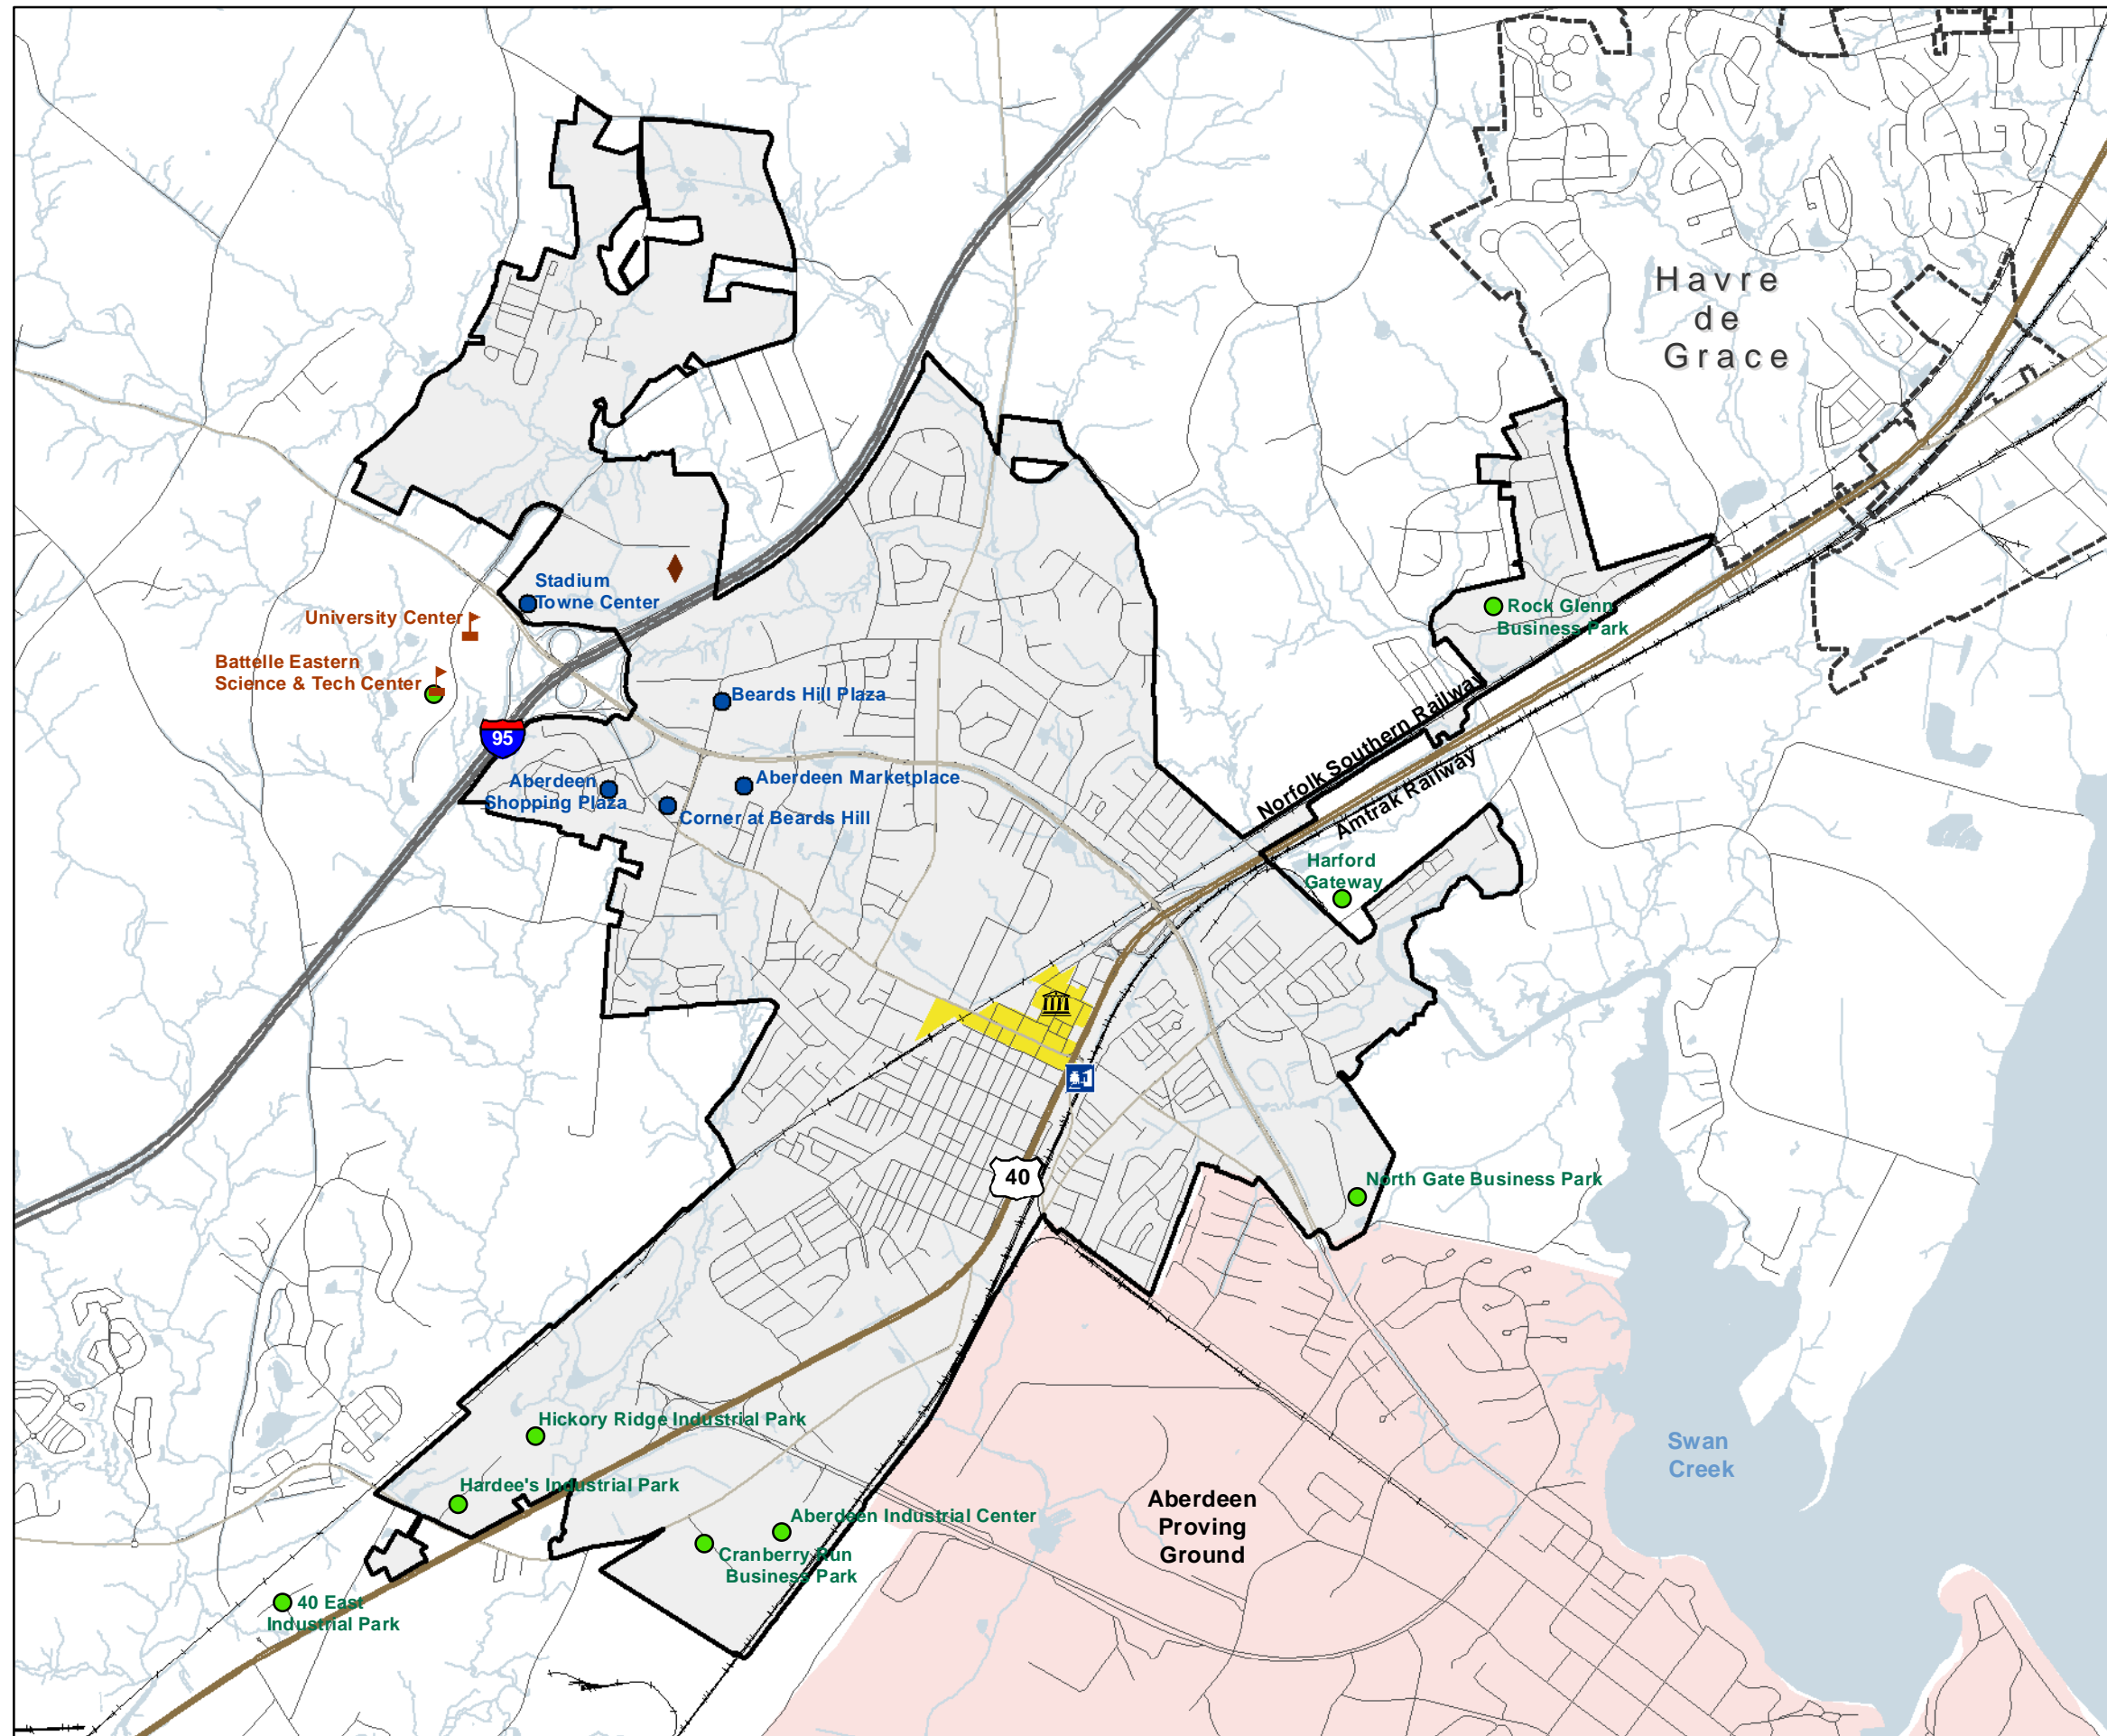 Havre
de
Grace
Stadium
Towne Center
University Center
Battelle Eastern
Science & Tech Center
Rock Glenn
Business Park
Beards Hill Plaza
95
Aberdeen
Shopping Plaza
Aberdeen Marketplace
Corner at Beards Hill
Norfolk Southern Railway
Amtrak Railway
Harford
Gateway
40
North Gate Business Park
Hickory Ridge Industrial Park
Hardee's Industrial Park
Aberdeen Industrial Center
Cranberry Run
Business Park
40 East
Industrial Park
Aberdeen
Proving
Ground
Swan
Creek